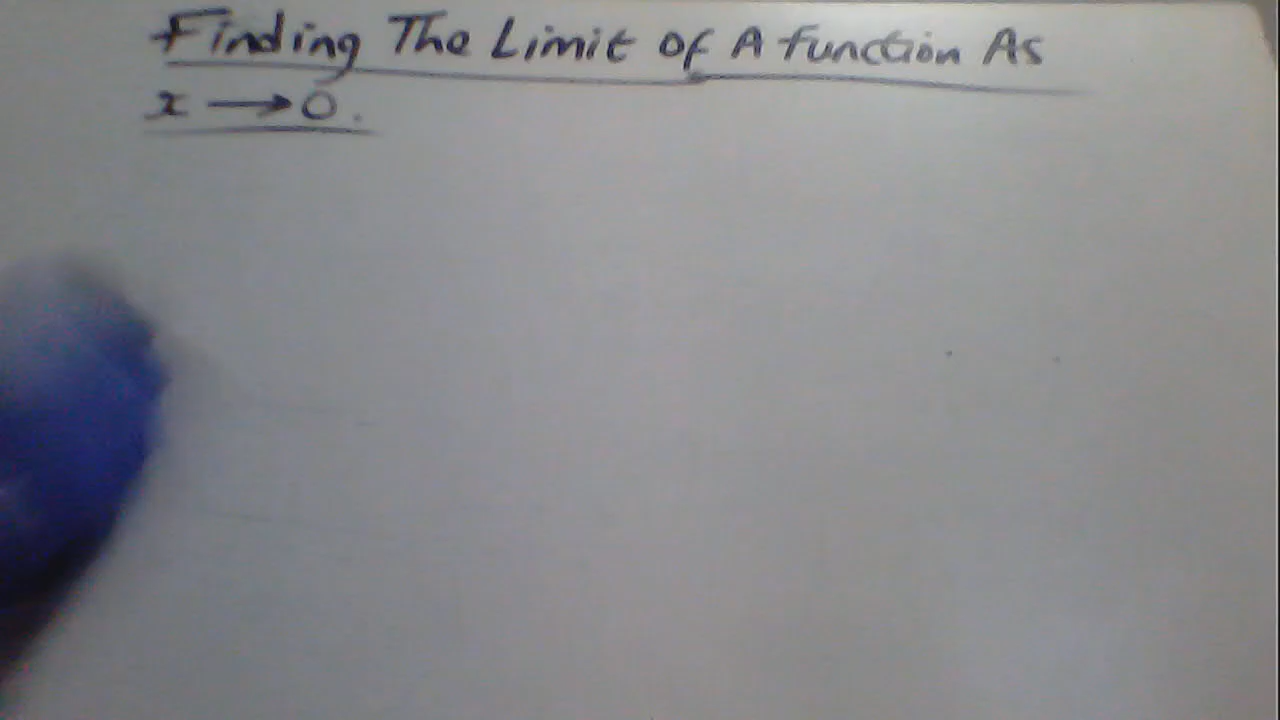 Finding The Limit Of A function As
x → 0.